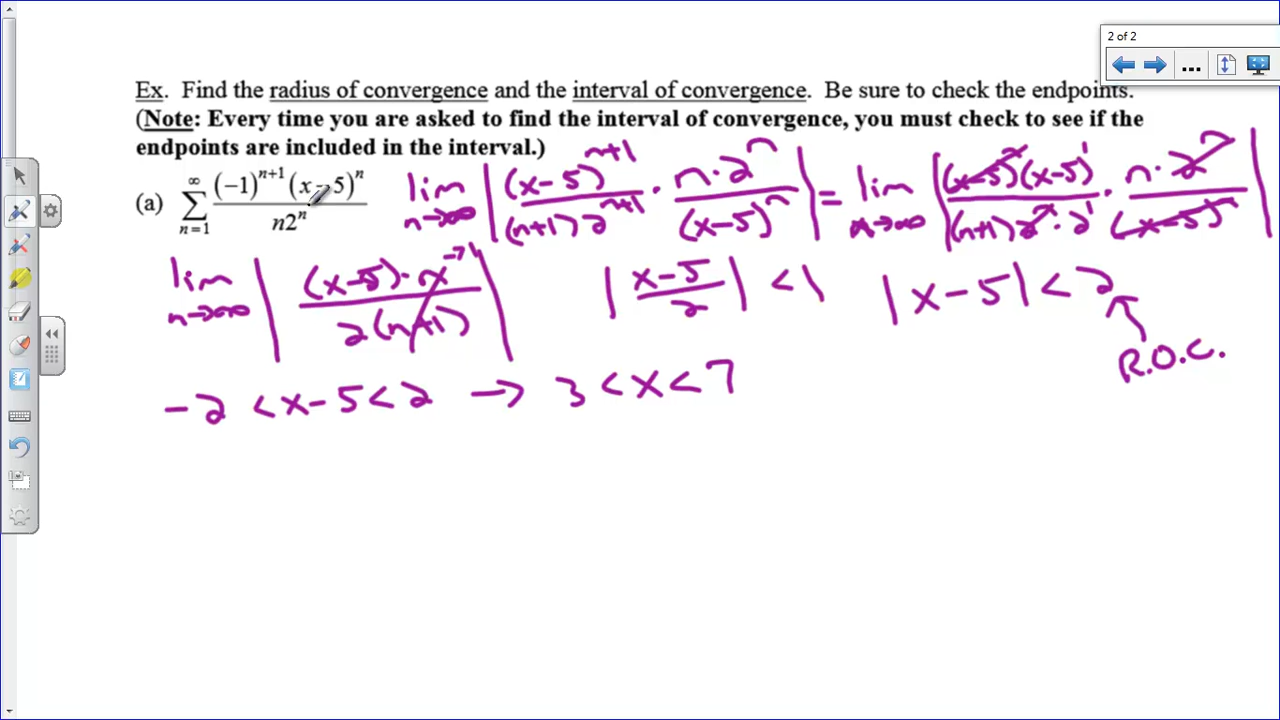 2 of 2
Ex. Find the radius of convergence and the interval of convergence. Be sure to check the endpoints.
(Note: Every time you are asked to find the interval of convergence, you must check to see if the
endpoints are included in the interval.)
(a) ∑_{n=1}^{∞} (−1)^{n+1}(x−5)^n / n2^n   lim_{n→∞} | (x−5)^{n+1} / (n+1)2^{n+1} · n·2^n / (x−5)^n | = lim_{n→∞} | (x−5)^n(x−5)^1 / (n+1)2^n·2^1 · n·2^n / (x−5)^n |
lim_{n→∞} | (x−5)·n / 2(n+1) | →1   | x−5 / 2 | < 1   |x−5| < 2
R.O.C.
−2 < x−5 < 2 → 3 < x < 7